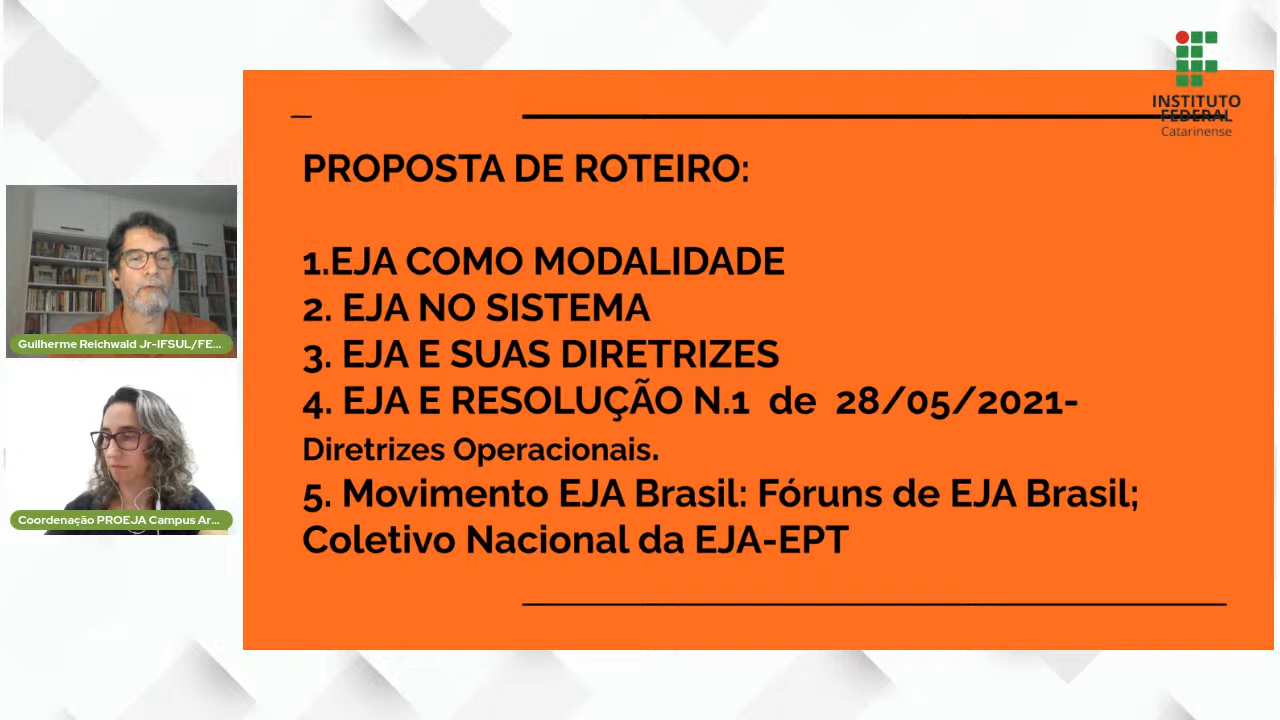 INSTITUTO
FEDERAL
Catarinense
PROPOSTA DE ROTEIRO:
1.EJA COMO MODALIDADE
2. EJA NO SISTEMA
3. EJA E SUAS DIRETRIZES
4. EJA E RESOLUÇÃO N.1 de 28/05/2021-
Diretrizes Operacionais.
5. Movimento EJA Brasil: Fóruns de EJA Brasil;
Coletivo Nacional da EJA-EPT
Guilherme Reichwald Jr-IFSUL/FE...
Coordenação PROEJA Campus Ar...